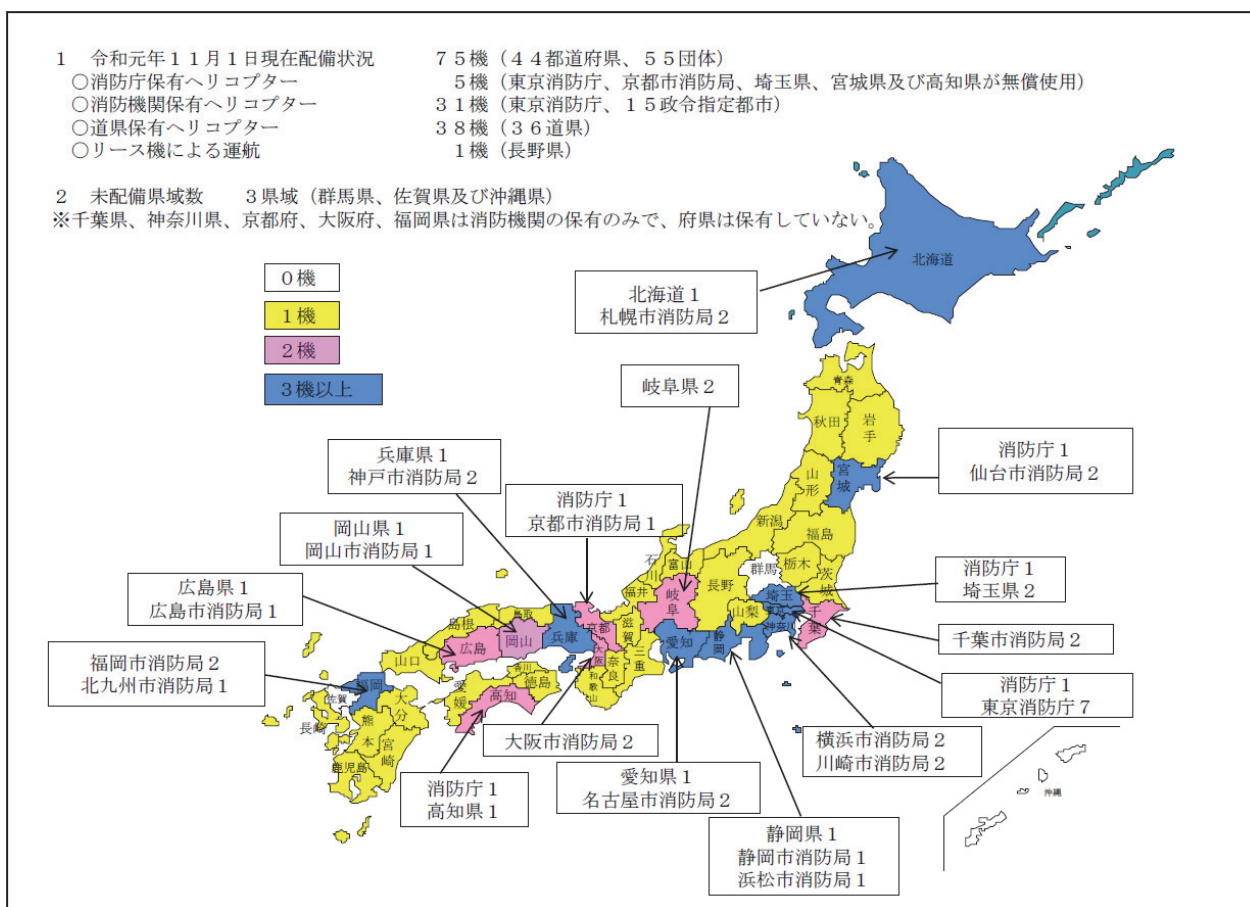 1　令和元年11月1日現在配備状況　75機（44都道府県、55団体）
○消防庁保有ヘリコプター　5機（東京消防庁、京都市消防局、埼玉県、宮城県及び高知県が無償使用）
○消防機関保有ヘリコプター　31機（東京消防庁、15政令指定都市）
○道県保有ヘリコプター　38機（36道県）
○リース機による運航　1機（長野県）
2　未配備県域数　3県域（群馬県、佐賀県及び沖縄県）
※千葉県、神奈川県、京都府、大阪府、福岡県は消防機関の保有のみで、府県は保有していない。
0機
1機
2機
3機以上
北海道
北海道1
札幌市消防局2
岐阜県2
青森
秋田
岩手
消防庁1
仙台市消防局2
宮城
山形
兵庫県1
神戸市消防局2
消防庁1
京都市消防局1
新潟
福島
岡山県1
岡山市消防局1
石川
富山
長野
群馬
栃木
茨城
消防庁1
埼玉県2
広島県1
広島市消防局1
福井
岐阜
山梨
埼玉
東京
神奈川
千葉
千葉市消防局2
島根
鳥取
兵庫
京都
滋賀
愛知
静岡
福岡市消防局2
北九州市消防局1
山口
広島
岡山
大阪
奈良
三重
和歌山
香川
徳島
愛媛
高知
福岡
佐賀
大分
長崎
熊本
宮崎
鹿児島
消防庁1
東京消防庁7
大阪市消防局2
横浜市消防局2
川崎市消防局2
愛知県1
名古屋市消防局2
消防庁1
高知県1
沖縄
静岡県1
静岡市消防局1
浜松市消防局1